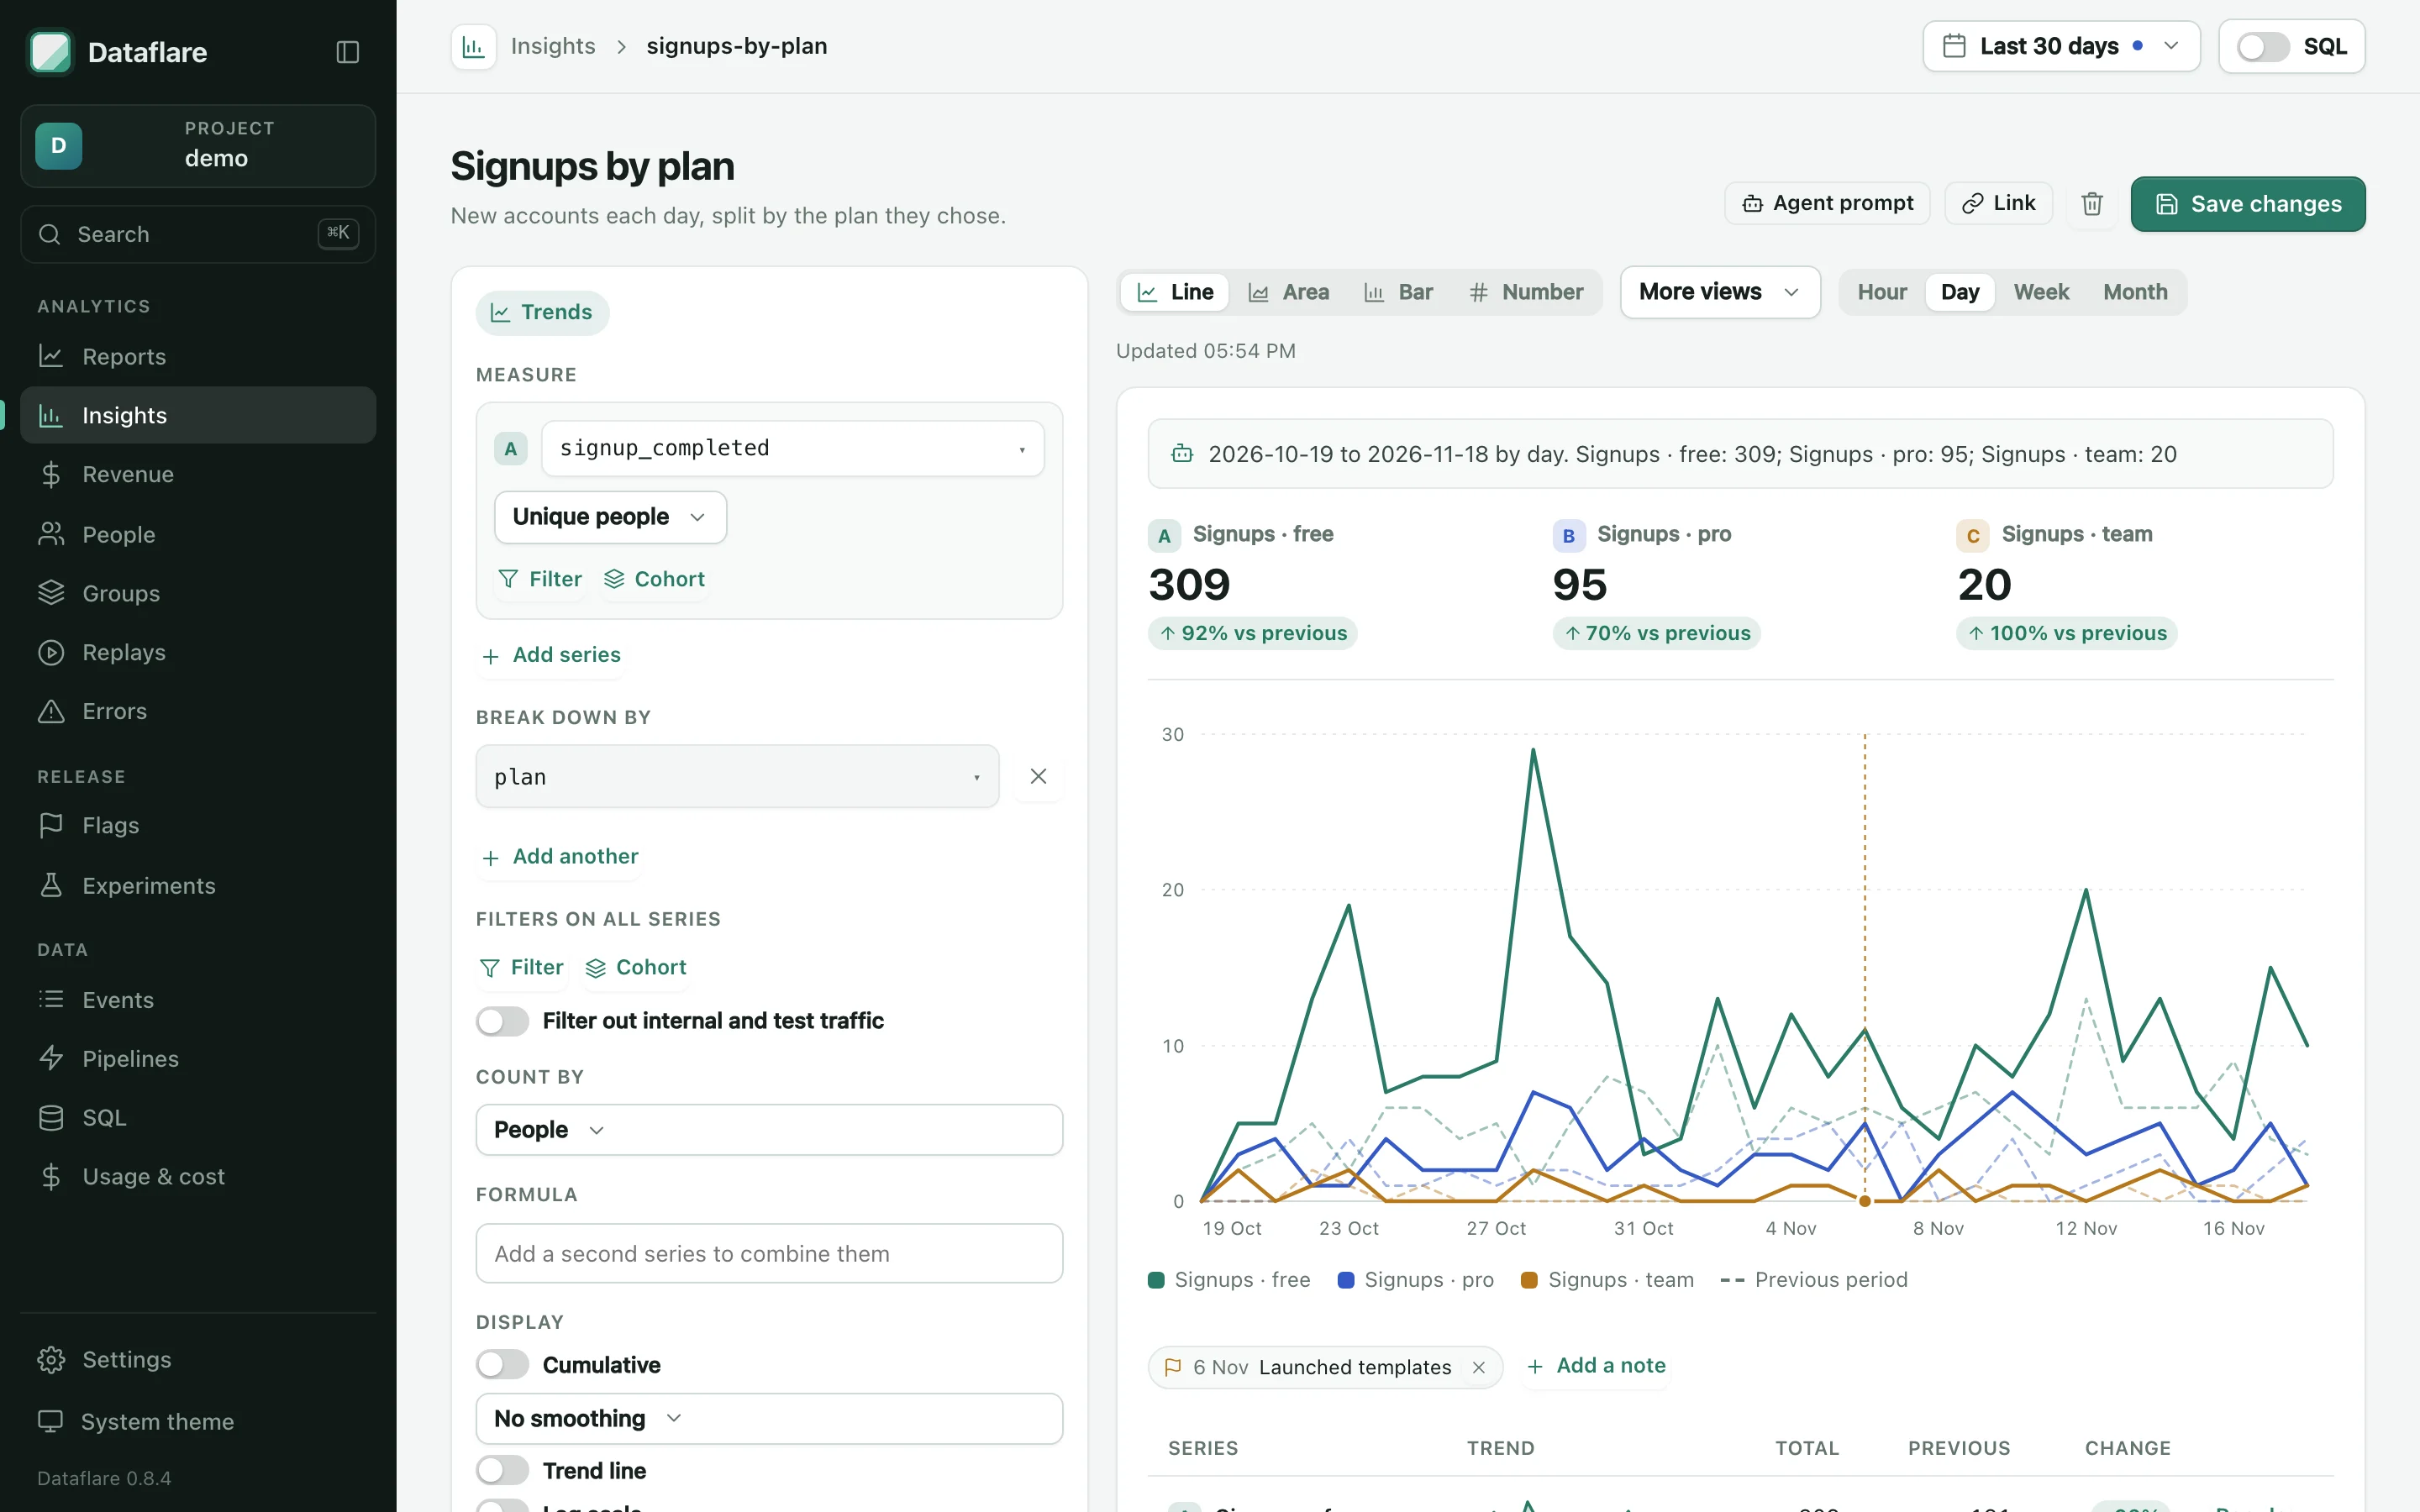 Dataflare
D
PROJECT
demo
Search ⌘K
ANALYTICS
Reports
Insights
Revenue
People
Groups
Replays
Errors
RELEASE
Flags
Experiments
DATA
Events
Pipelines
SQL
Usage & cost
Settings
System theme
Dataflare 0.8.4
Insights signups-by-plan
Last 30 days
SQL
Signups by plan
New accounts each day, split by the plan they chose.
Agent prompt
Link
Save changes
Trends
MEASURE
A signup_completed
Unique people
Filter Cohort
Add series
BREAK DOWN BY
plan
Add another
FILTERS ON ALL SERIES
Filter Cohort
Filter out internal and test traffic
COUNT BY
People
FORMULA
Add a second series to combine them
DISPLAY
Cumulative
No smoothing
Trend line
Line Area Bar # Number
More views
Hour Day Week Month
Updated 05:54 PM
2026-10-19 to 2026-11-18 by day. Signups · free: 309; Signups · pro: 95; Signups · team: 20
A Signups · free
309
↑ 92% vs previous
B Signups · pro
95
↑ 70% vs previous
C Signups · team
20
↑ 100% vs previous
30
20
10
0
19 Oct 23 Oct 27 Oct 31 Oct 4 Nov 8 Nov 12 Nov 16 Nov
Signups · free Signups · pro Signups · team Previous period
6 Nov Launched templates
Add a note
SERIES TREND TOTAL PREVIOUS CHANGE